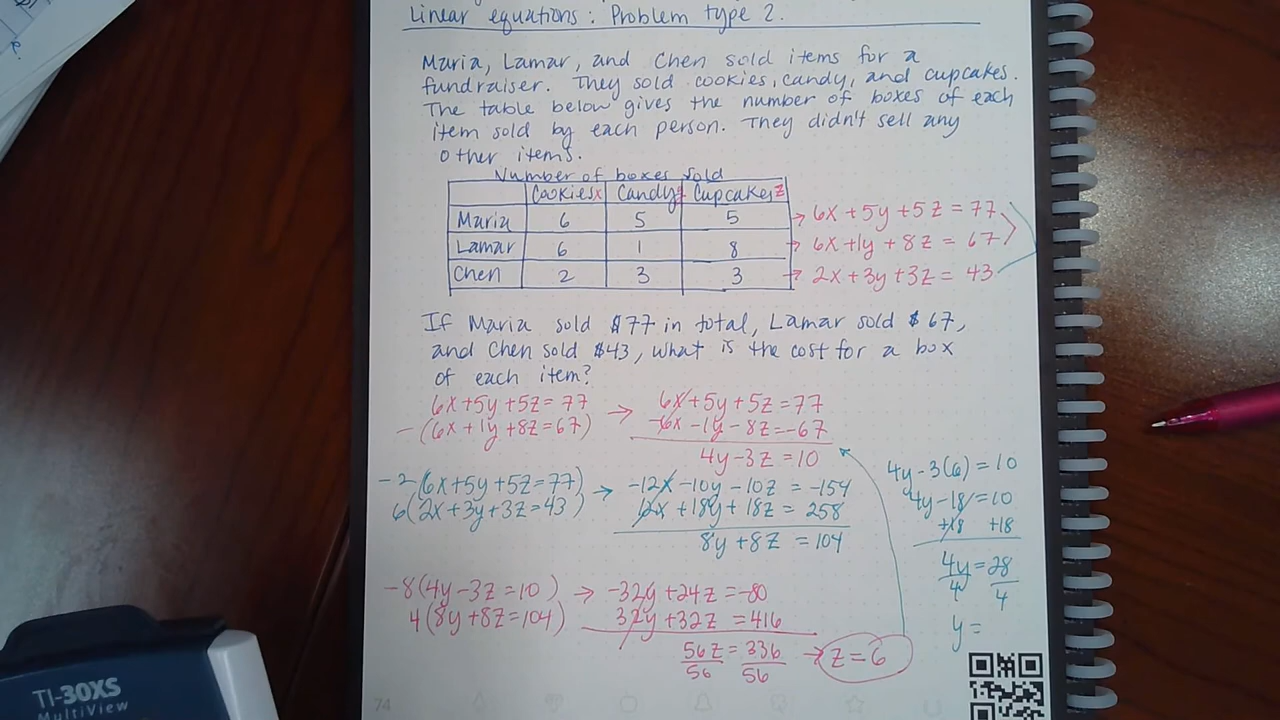 Linear equations: Problem type 2.
Maria, Lamar, and Chen sold items for a
fundraiser. They sold cookies, candy, and cupcakes.
The table below gives the number of boxes of each
item sold by each person. They didn't sell any
other items.
Number of boxes sold
Cookies x Candy y Cupcakes z
Maria 6 5 5 → 6x + 5y + 5z = 77
Lamar 6 1 8 → 6x + 1y + 8z = 67
Chen 2 3 3 → 2x + 3y + 3z = 43
If Maria sold $77 in total, Lamar sold $67,
and Chen sold $43, what is the cost for a box
of each item?
6x + 5y + 5z = 77 → 6x + 5y + 5z = 77
-(6x + 1y + 8z = 67) -6x - 1y - 8z = -67
4y - 3z = 10
-2(6x + 5y + 5z = 77) → -12x - 10y - 10z = -154
6(2x + 3y + 3z = 43) 12x + 18y + 18z = 258
8y + 8z = 104
-8(4y - 3z = 10) → -32y + 24z = -80
4(8y + 8z = 104) 32y + 32z = 416
56z = 336 → z = 6
56 56
4y - 3(6) = 10
4y - 18 = 10
+18 +18
4y = 28
4 4
y =
74
TI-30XS
MultiView